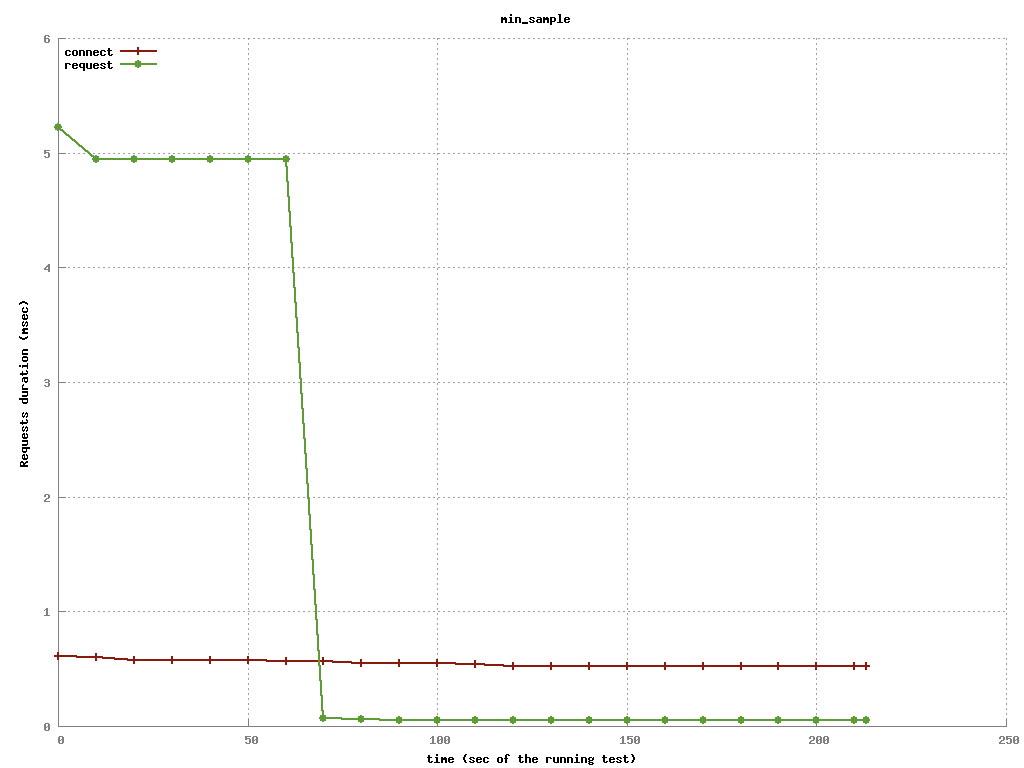 min_sample
connect
request
6
5
4
3
2
1
0
Requests duration (msec)
0 50 100 150 200 250
time (sec of the running test)